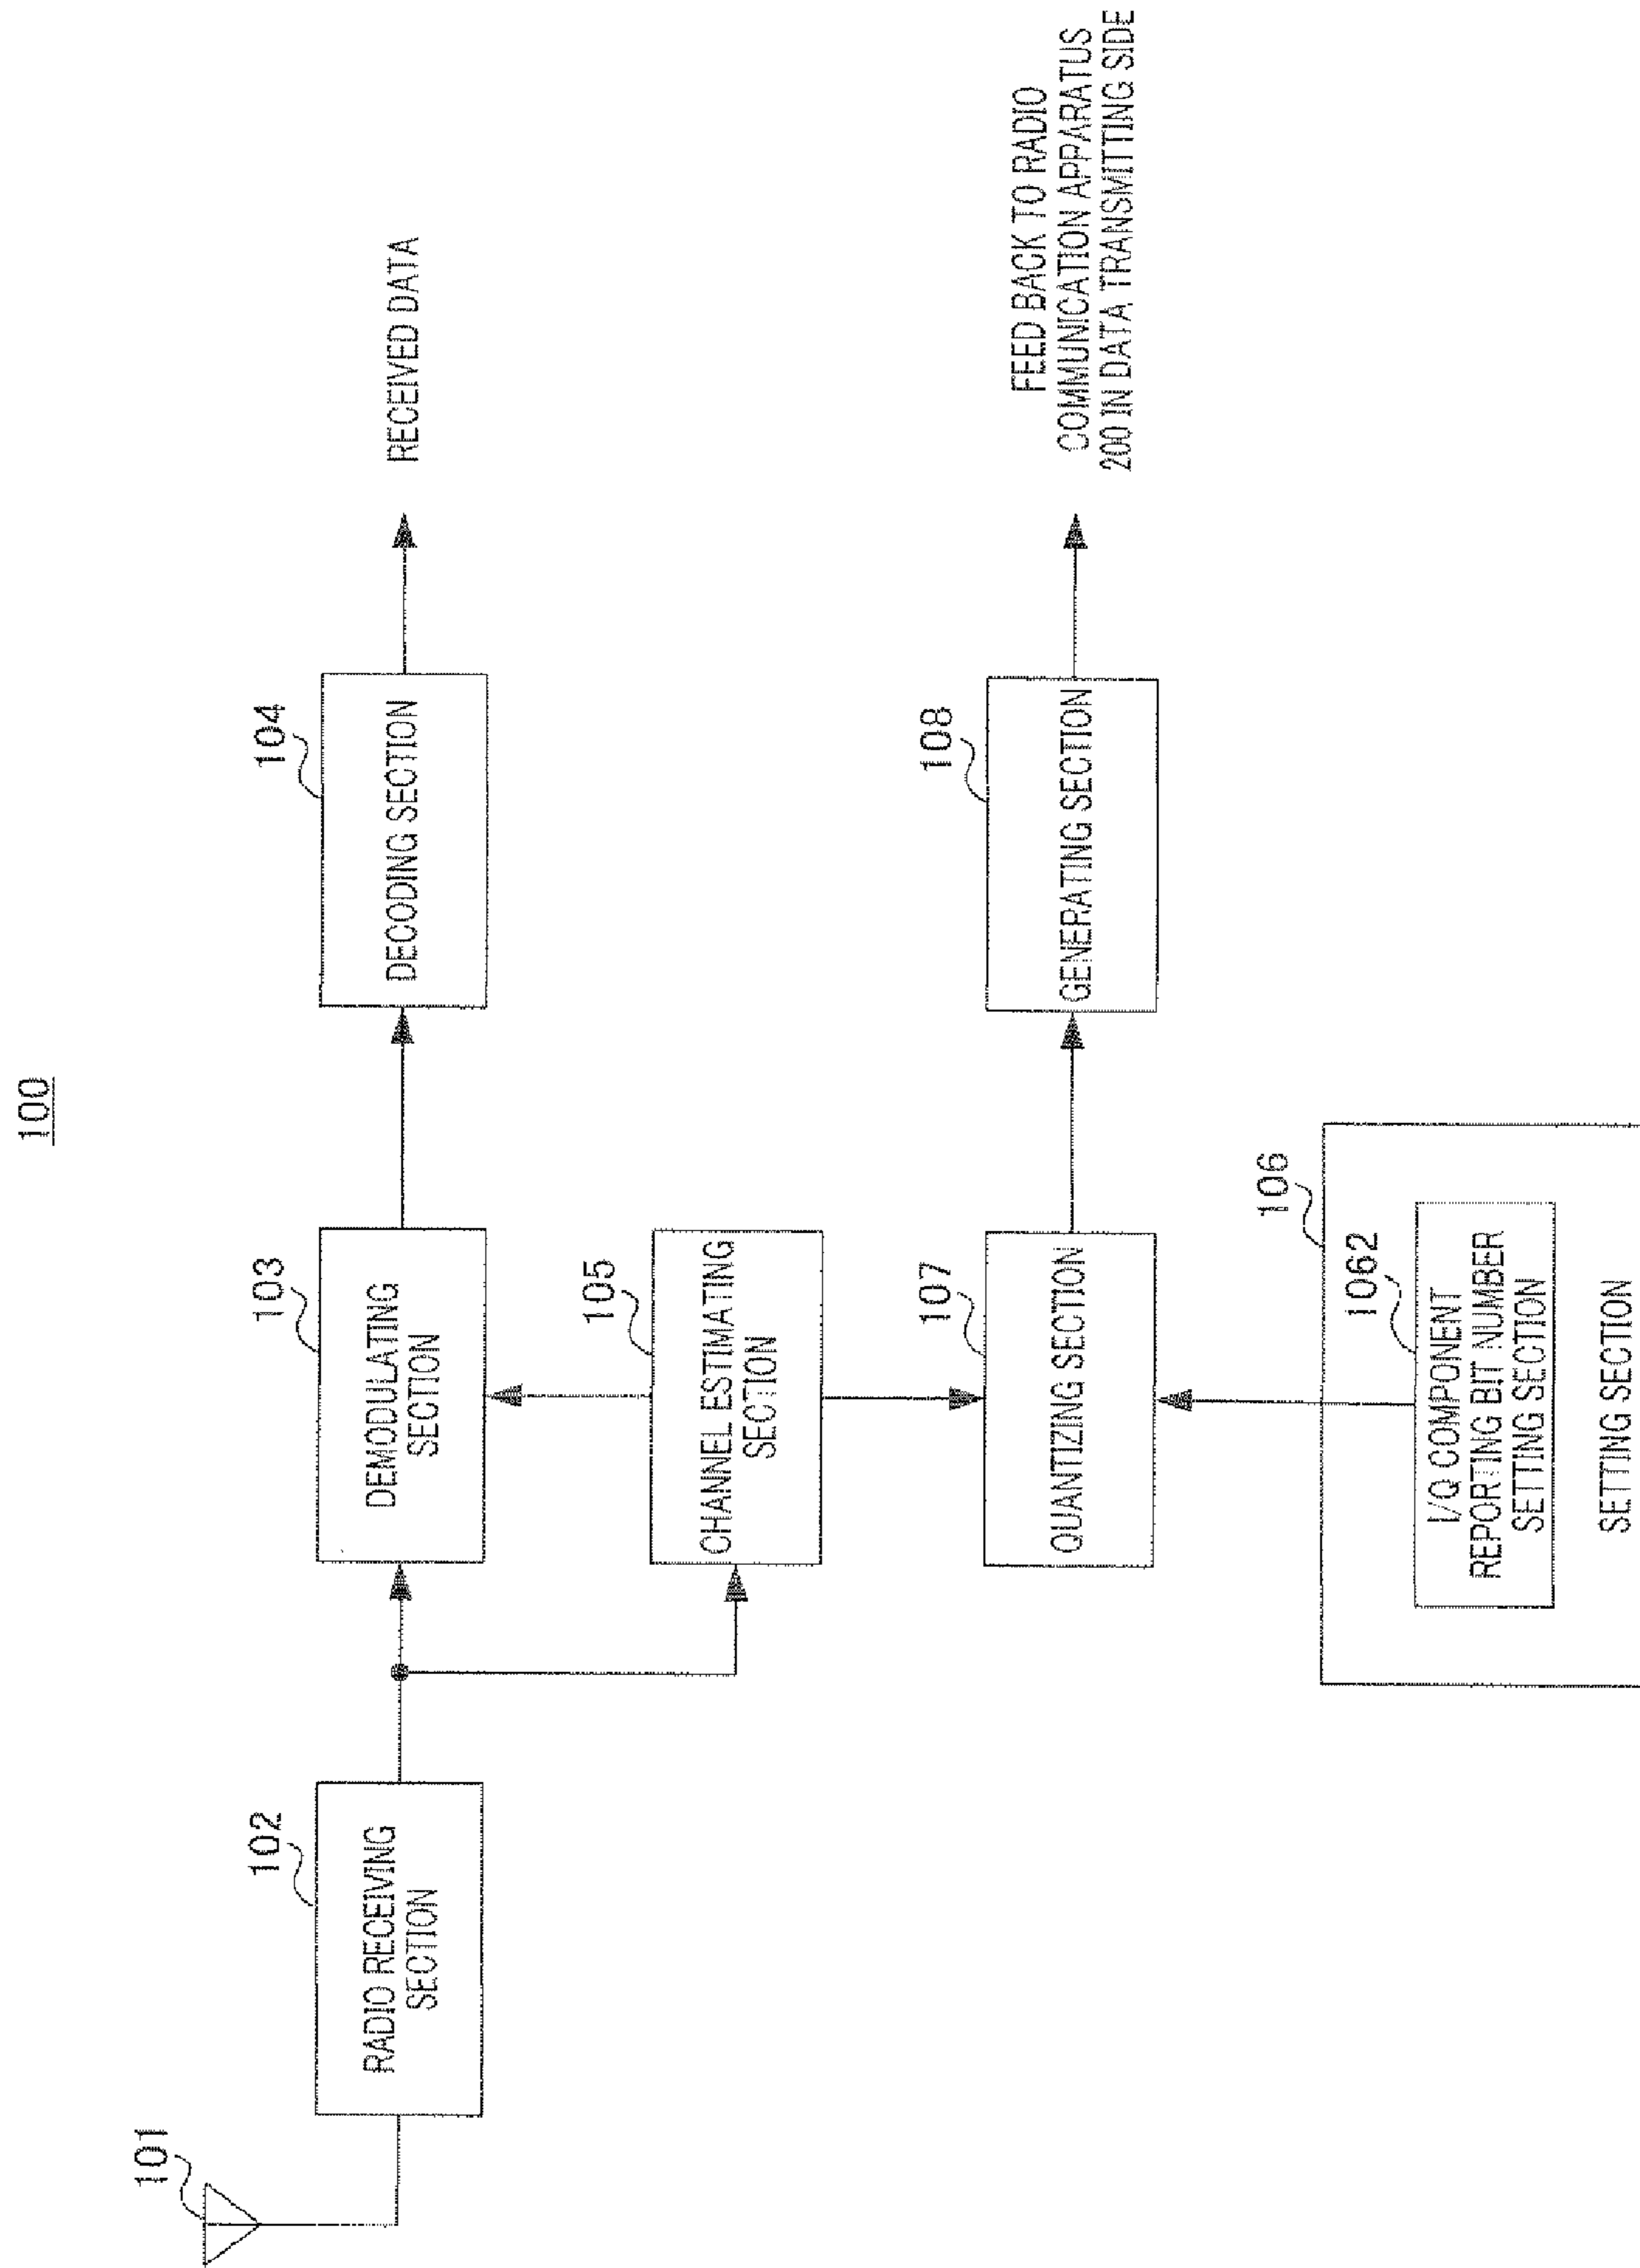 100
101
102
RADIO RECEIVING
SECTION
103
DEMODULATING
SECTION
104
DECODING SECTION
RECEIVED DATA
105
CHANNEL ESTIMATING
SECTION
107
QUANTIZING SECTION
108
GENERATING SECTION
FEED BACK TO RADIO
COMMUNICATION APPARATUS
200 IN DATA TRANSMITTING SIDE
106
1062
I/Q COMPONENT
REPORTING BIT NUMBER
SETTING SECTION
SETTING SECTION